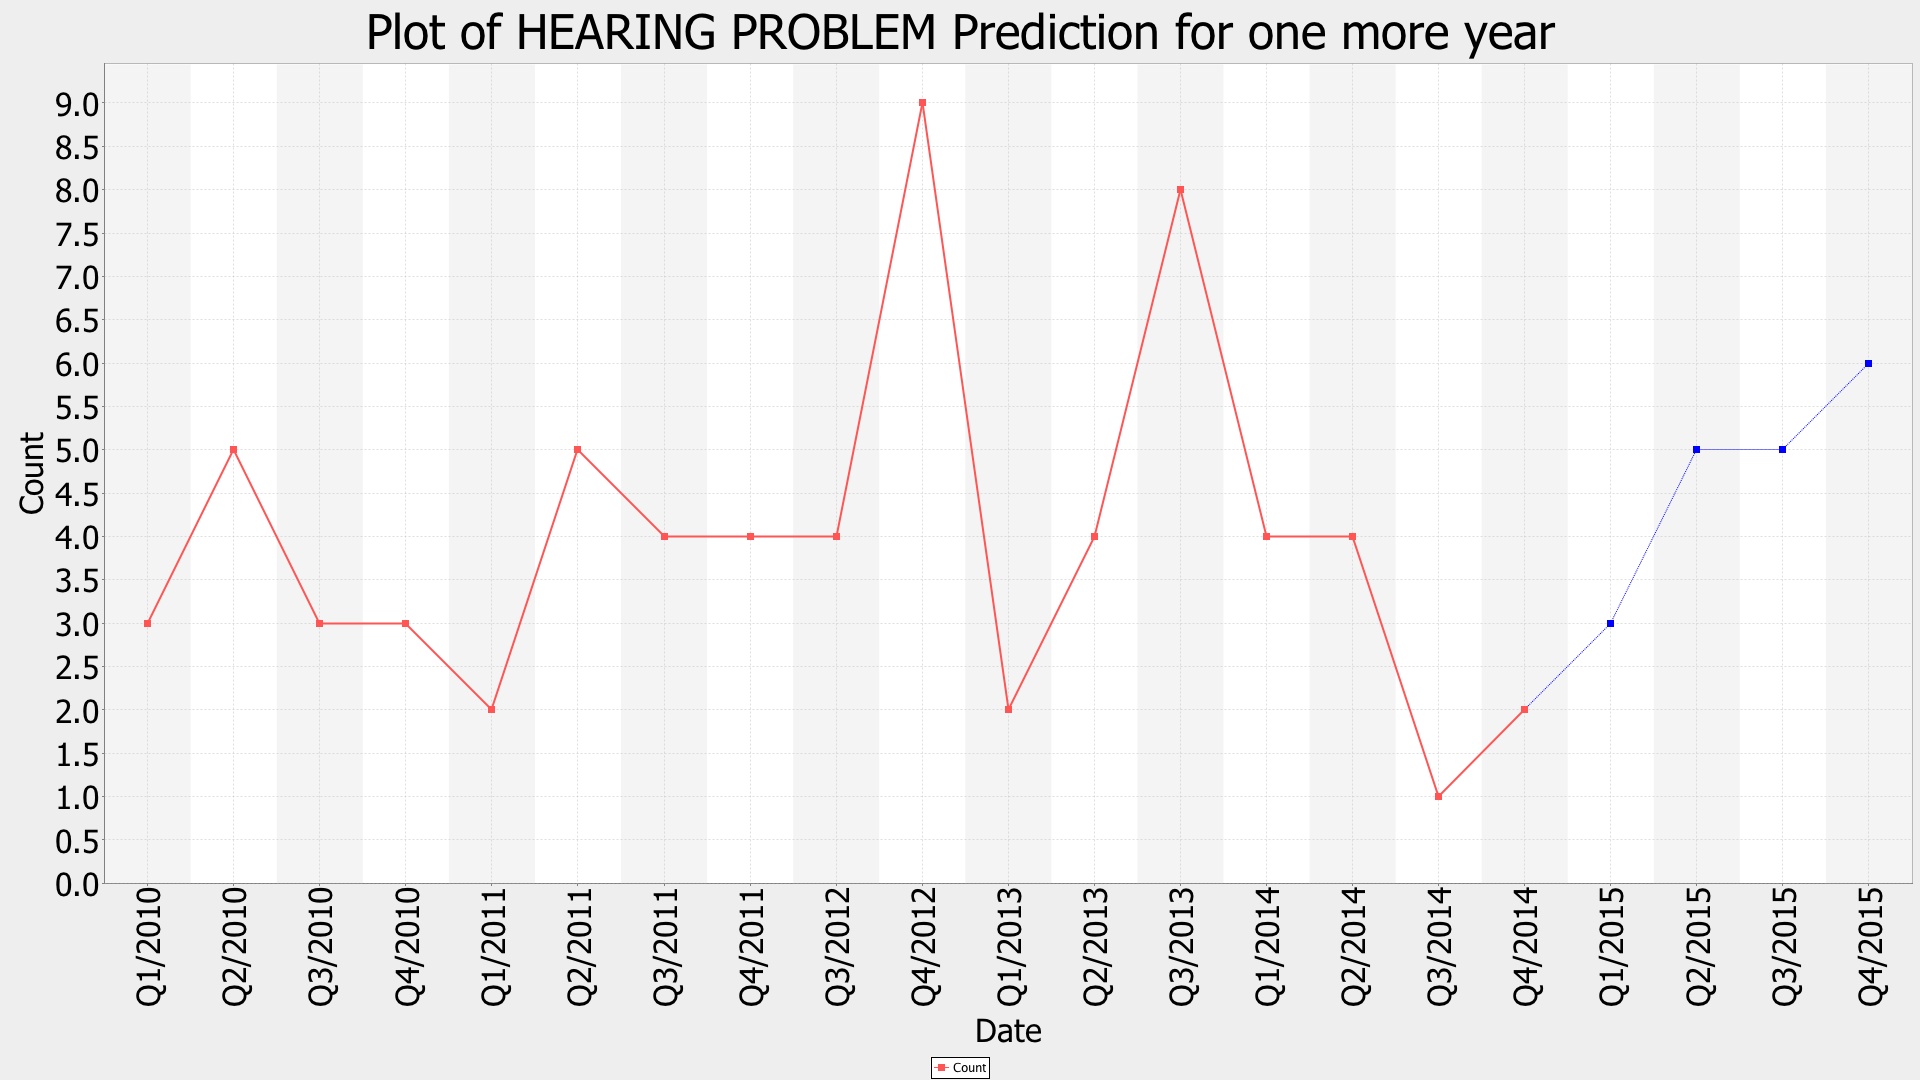 Plot of HEARING PROBLEM Prediction for one more year
Count
9.0
8.5
8.0
7.5
7.0
6.5
6.0
5.5
5.0
4.5
4.0
3.5
3.0
2.5
2.0
1.5
1.0
0.5
0.0
Q1/2010
Q2/2010
Q3/2010
Q4/2010
Q1/2011
Q2/2011
Q3/2011
Q4/2011
Q3/2012
Q4/2012
Q1/2013
Q2/2013
Q3/2013
Q1/2014
Q2/2014
Q3/2014
Q4/2014
Q1/2015
Q2/2015
Q3/2015
Q4/2015
Date
Count